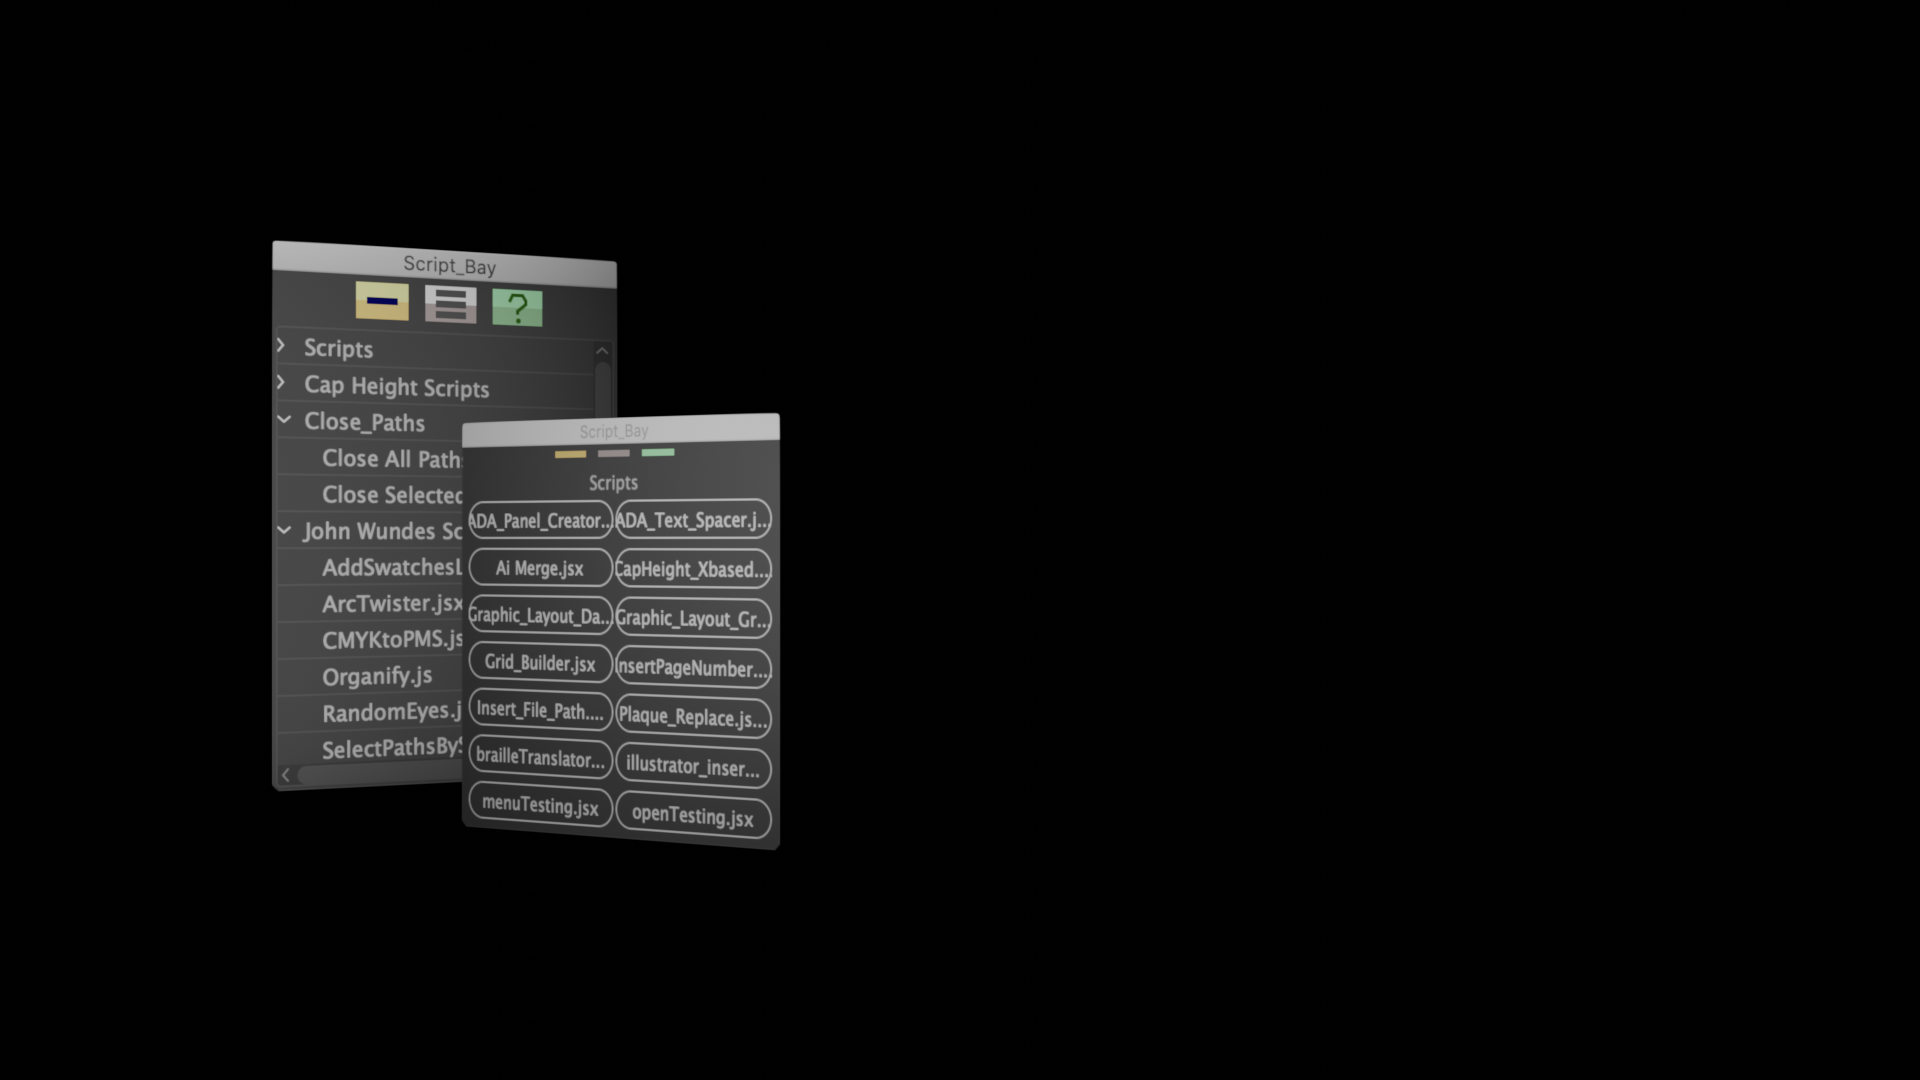 Script_Bay
?
Scripts
Cap Height Scripts
Close_Paths
Close All Path
Close Selected
John Wundes Sc
AddSwatchesL
ArcTwister.jsx
CMYKtoPMS.js
Organify.js
RandomEyes.j
SelectPathsByS
Script_Bay
Scripts
ADA_Panel_Creator...
ADA_Text_Spacer.j...
Ai Merge.jsx
CapHeight_Xbased...
Graphic_Layout_Da...
Graphic_Layout_Gr...
Grid_Builder.jsx
InsertPageNumber...
Insert_File_Path....
Plaque_Replace.js...
brailleTranslator...
illustrator_inser...
menuTesting.jsx
openTesting.jsx